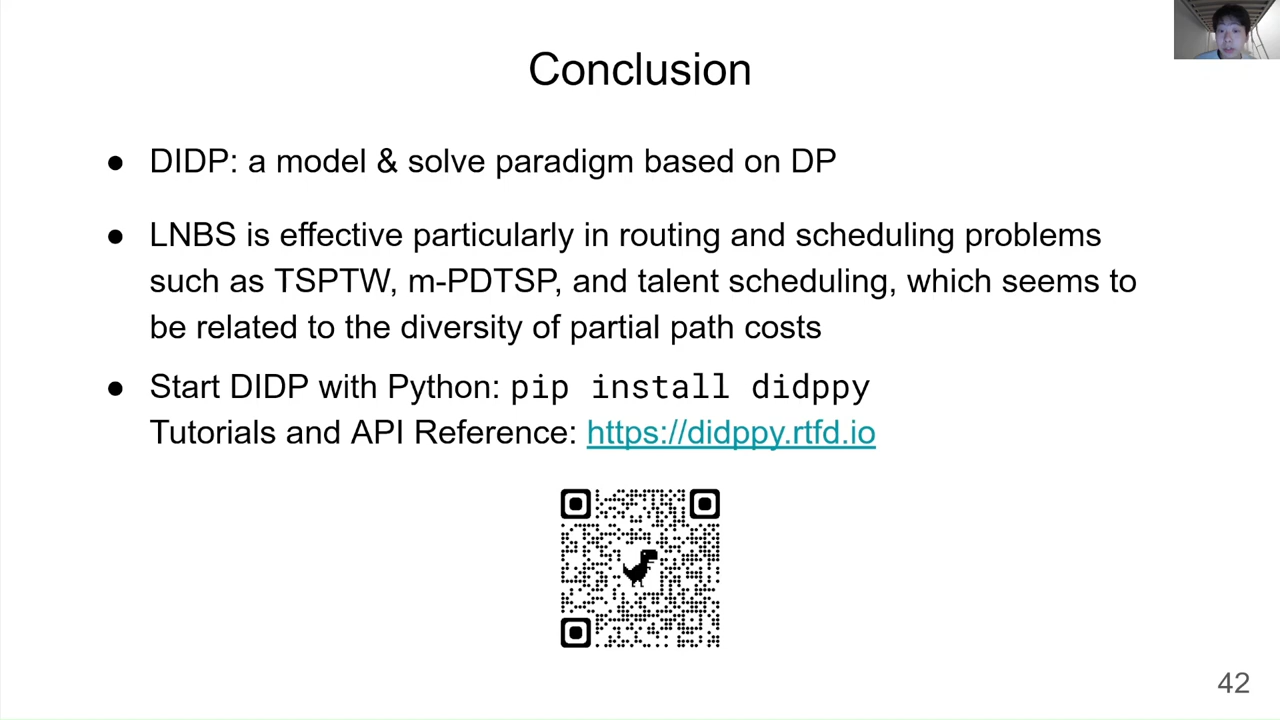 Conclusion
● DIDP: a model & solve paradigm based on DP
● LNBS is effective particularly in routing and scheduling problems
such as TSPTW, m-PDTSP, and talent scheduling, which seems to
be related to the diversity of partial path costs
● Start DIDP with Python: pip install didppy
Tutorials and API Reference: https://didppy.rtfd.io
42